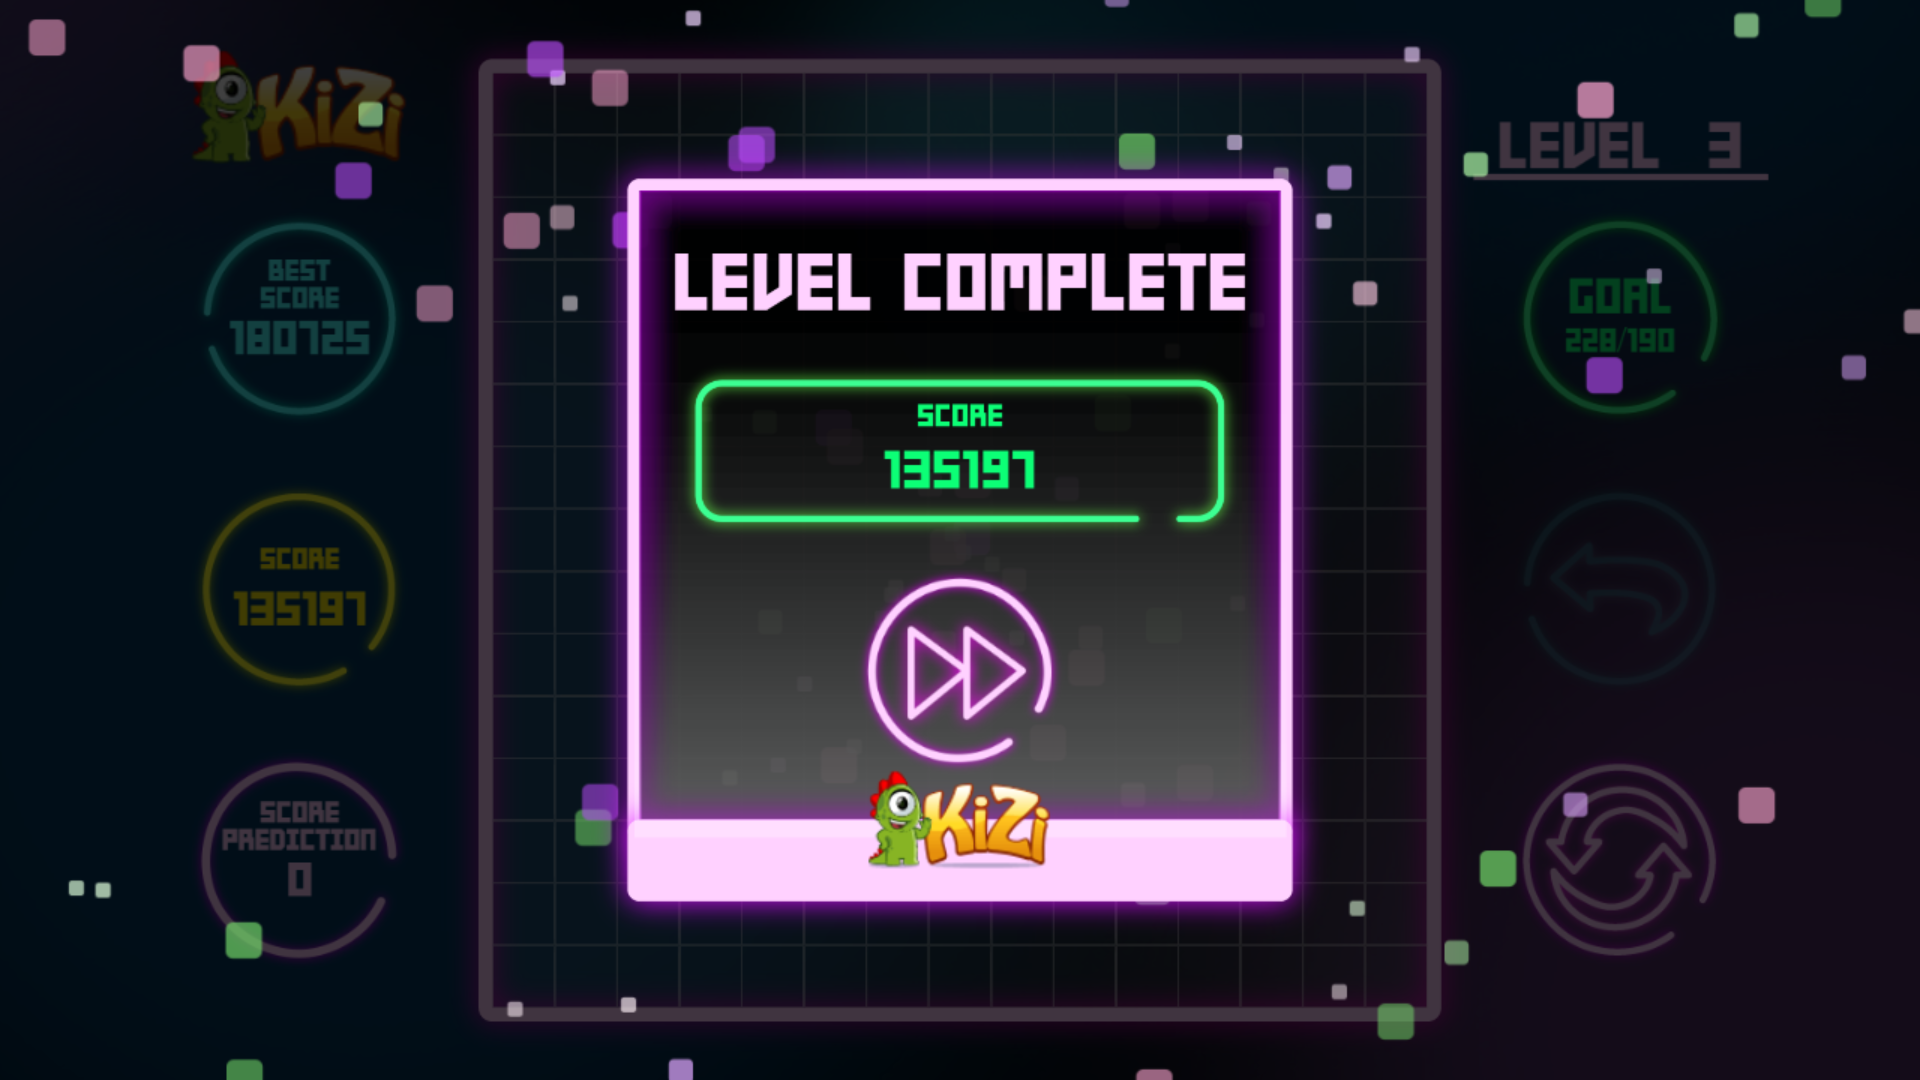 KiZi
LEVEL 3
BEST
SCORE
180725
SCORE
135197
SCORE
PREDICTION
0
LEVEL COMPLETE
SCORE
135197
KiZi
GOAL
228/190